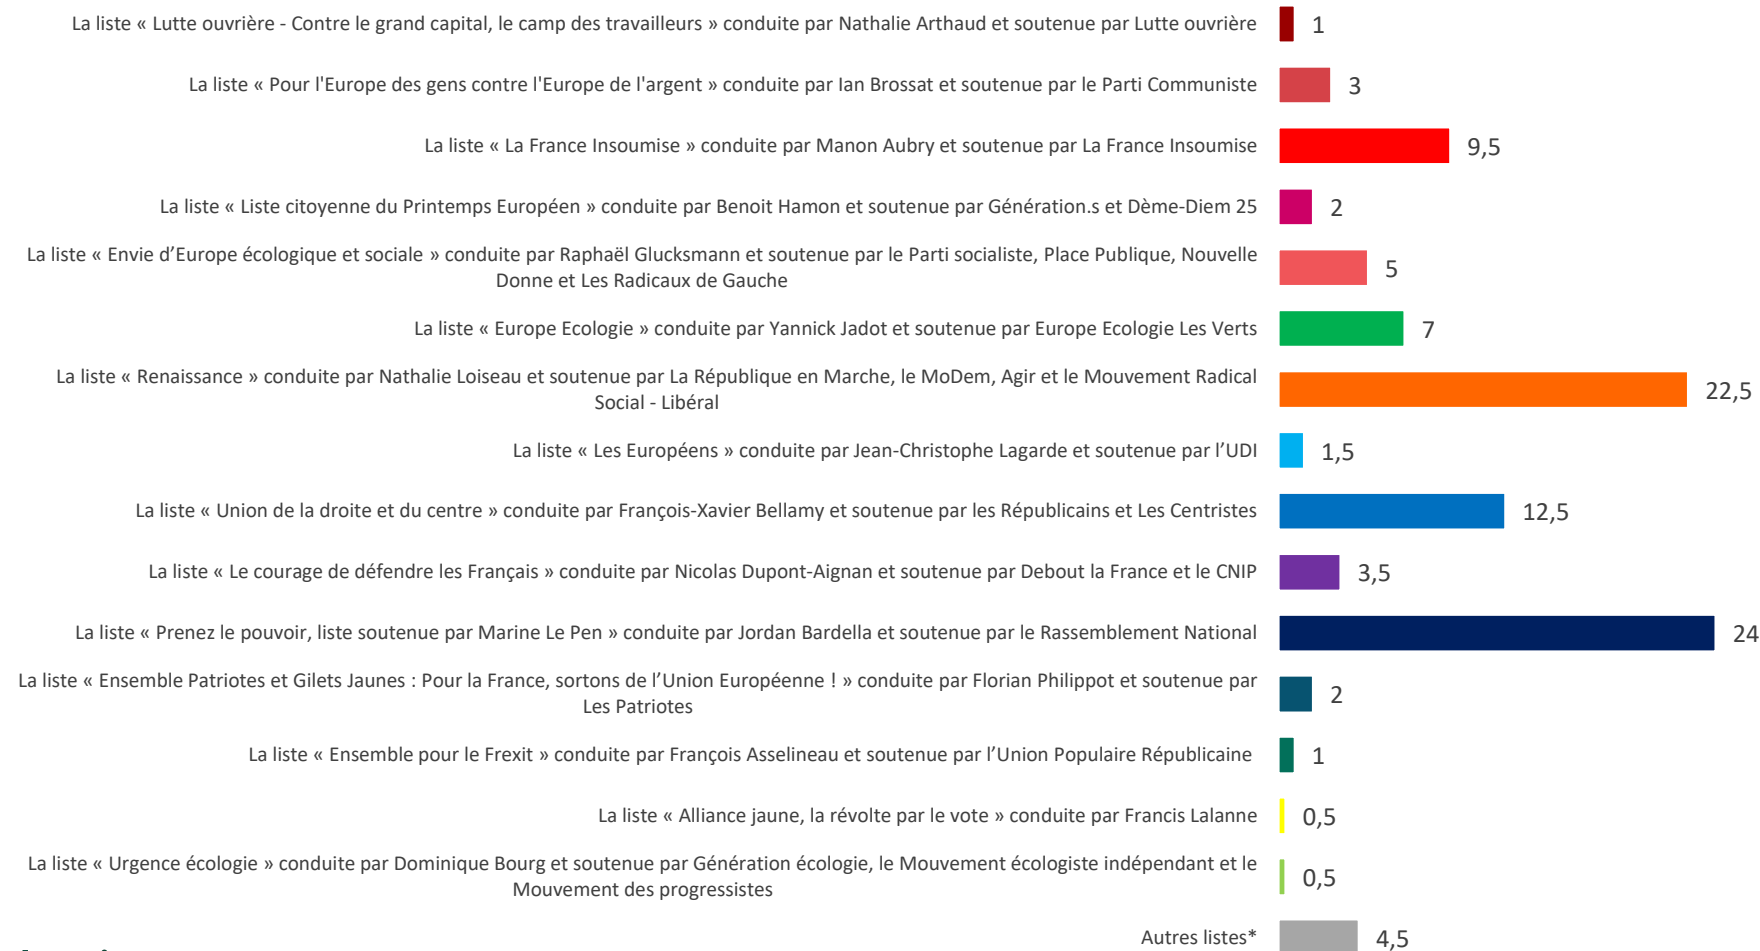 La liste « Lutte ouvrière - Contre le grand capital, le camp des travailleurs » conduite par Nathalie Arthaud et soutenue par Lutte ouvrière 1
La liste « Pour l'Europe des gens contre l'Europe de l'argent » conduite par Ian Brossat et soutenue par le Parti Communiste 3
La liste « La France Insoumise » conduite par Manon Aubry et soutenue par La France Insoumise 9,5
La liste « Liste citoyenne du Printemps Européen » conduite par Benoit Hamon et soutenue par Génération.s et Dème-Diem 25 2
La liste « Envie d’Europe écologique et sociale » conduite par Raphaël Glucksmann et soutenue par le Parti socialiste, Place Publique, Nouvelle
Donne et Les Radicaux de Gauche 5
La liste « Europe Ecologie » conduite par Yannick Jadot et soutenue par Europe Ecologie Les Verts 7
La liste « Renaissance » conduite par Nathalie Loiseau et soutenue par La République en Marche, le MoDem, Agir et le Mouvement Radical
Social - Libéral 22,5
La liste « Les Européens » conduite par Jean-Christophe Lagarde et soutenue par l’UDI 1,5
La liste « Union de la droite et du centre » conduite par François-Xavier Bellamy et soutenue par les Républicains et Les Centristes 12,5
La liste « Le courage de défendre les Français » conduite par Nicolas Dupont-Aignan et soutenue par Debout la France et le CNIP 3,5
La liste « Prenez le pouvoir, liste soutenue par Marine Le Pen » conduite par Jordan Bardella et soutenue par le Rassemblement National 24
La liste « Ensemble Patriotes et Gilets Jaunes : Pour la France, sortons de l’Union Européenne ! » conduite par Florian Philippot et soutenue par
Les Patriotes 2
La liste « Ensemble pour le Frexit » conduite par François Asselineau et soutenue par l’Union Populaire Républicaine 1
La liste « Alliance jaune, la révolte par le vote » conduite par Francis Lalanne 0,5
La liste « Urgence écologie » conduite par Dominique Bourg et soutenue par Génération écologie, le Mouvement écologiste indépendant et le
Mouvement des progressistes 0,5
Autres listes* 4,5